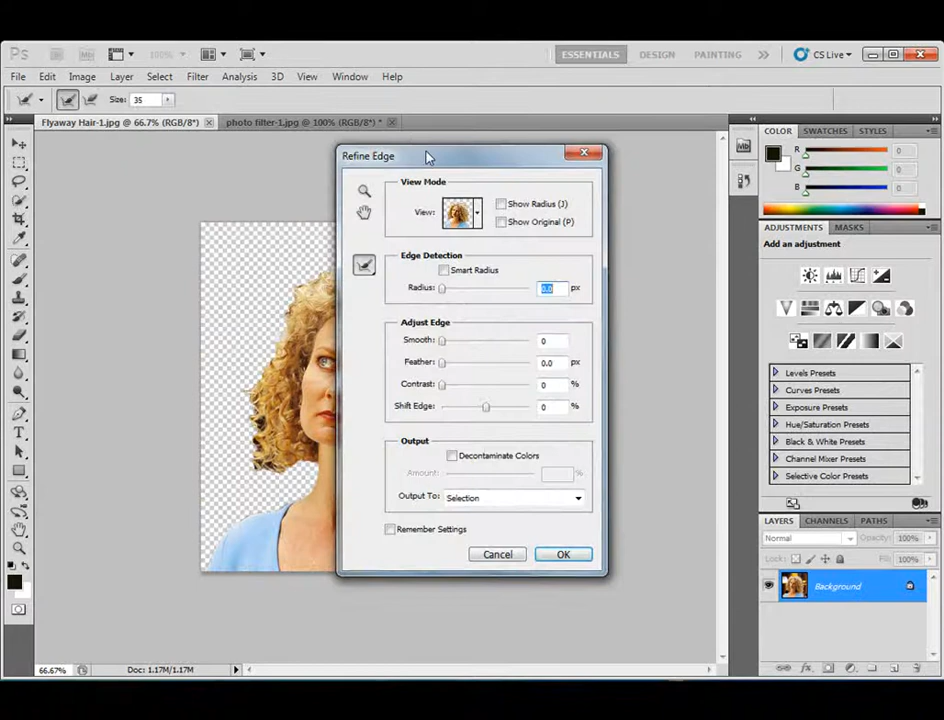 Ps Mb 100% ESSENTIALS DESIGN PAINTING CS Live
File Edit Image Layer Select Filter Analysis 3D View Window Help
Size: 35
Flyaway Hair-1.jpg @ 66.7% (RGB/8*) photo filter-1.jpg @ 100% (RGB/8*) *
Refine Edge
View Mode
View:
Show Radius (J)
Show Original (P)
Edge Detection
Smart Radius
Radius: 0.0 px
Adjust Edge
Smooth: 0
Feather: 0.0 px
Contrast: 0 %
Shift Edge: 0 %
Output
Decontaminate Colors
Amount: %
Output To: Selection
Remember Settings
Cancel OK
Mb
COLOR SWATCHES STYLES
R 0
G 0
B 0
ADJUSTMENTS MASKS
Add an adjustment
Levels Presets
Curves Presets
Exposure Presets
Hue/Saturation Presets
Black & White Presets
Channel Mixer Presets
Selective Color Presets
LAYERS CHANNELS PATHS
Normal Opacity: 100%
Lock: Fill: 100%
Background
fx
66.67% Doc: 1.17M/1.17M